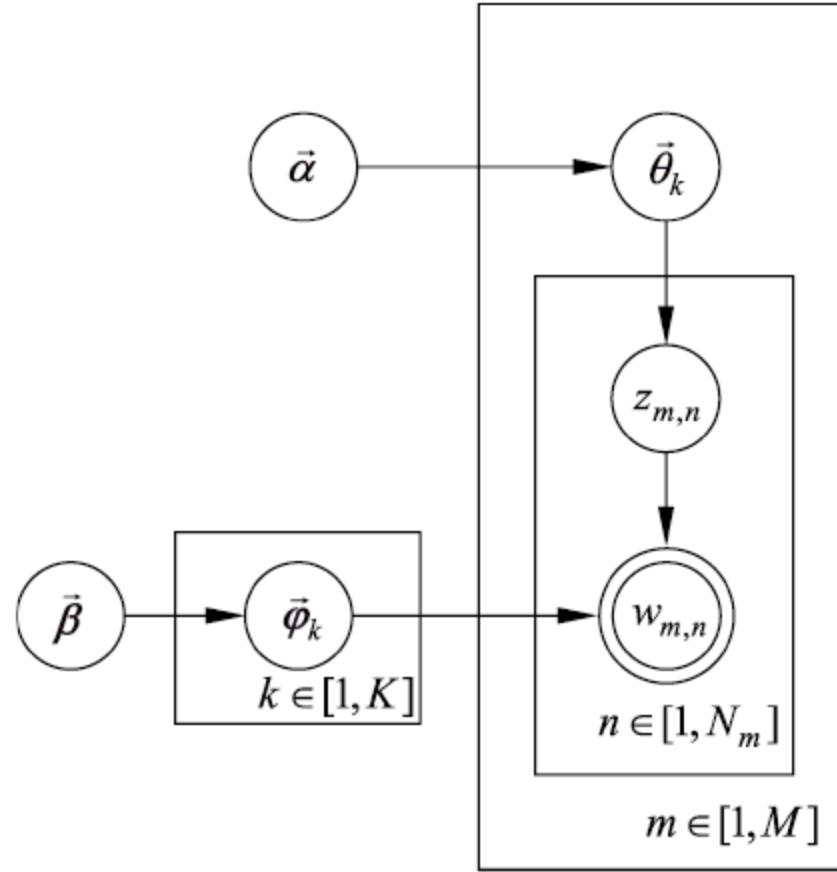 α⃗
θ⃗_k
z_{m,n}
β⃗
φ⃗_k
w_{m,n}
k ∈ [1, K]
n ∈ [1, N_m]
m ∈ [1, M]